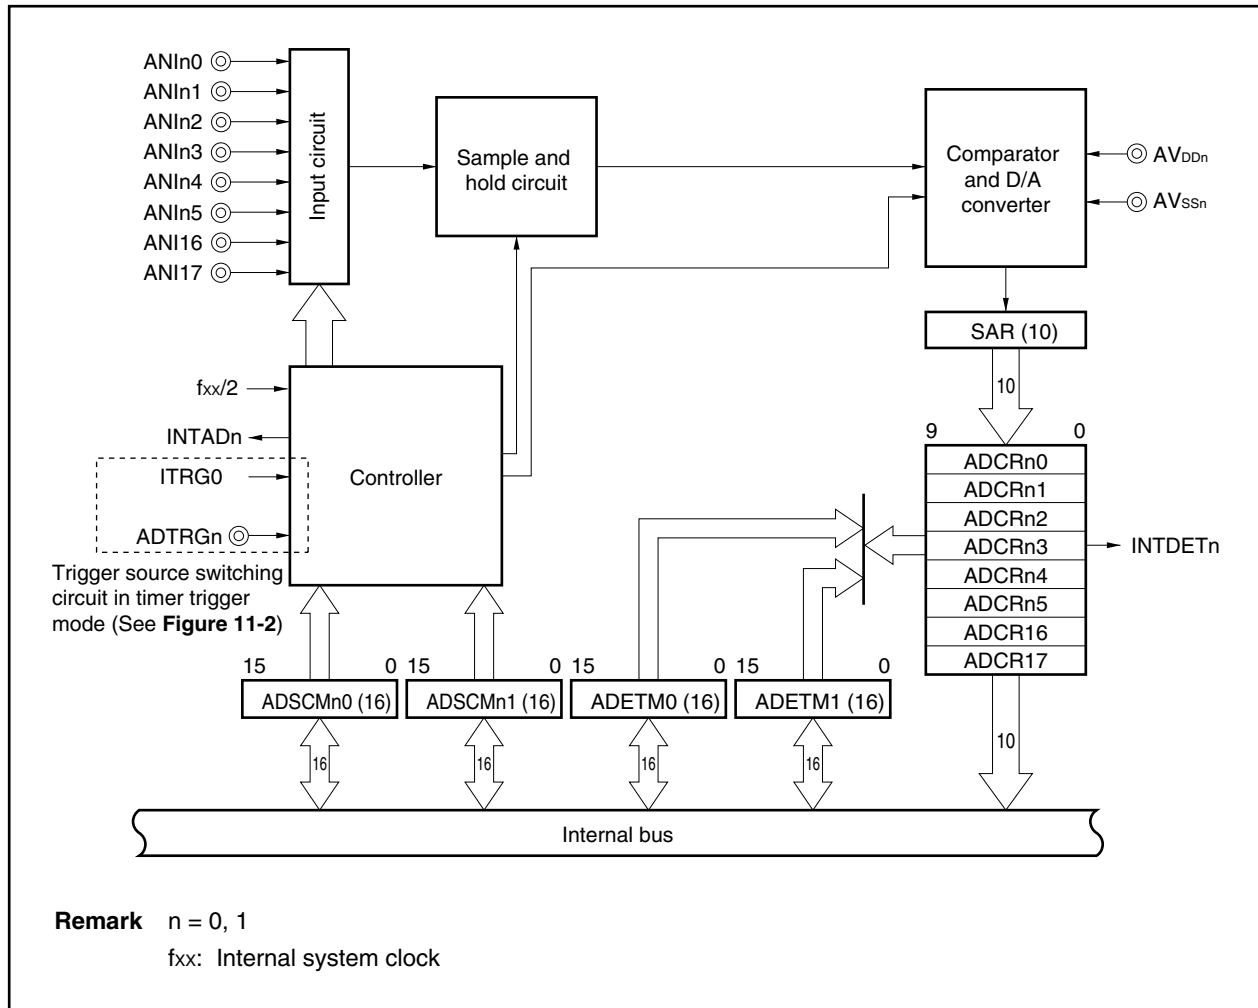 ANIn0
ANIn1
ANIn2
ANIn3
ANIn4
ANIn5
ANI16
ANI17
Input circuit
Sample and
hold circuit
Comparator
and D/A
converter
AVDDn
AVSSn
SAR (10)
10
fxx/2
INTADn
ITRG0
ADTRGn
Controller
Trigger source switching
circuit in timer trigger
mode (See Figure 11-2)
9 0
ADCRn0
ADCRn1
ADCRn2
ADCRn3
ADCRn4
ADCRn5
ADCR16
ADCR17
INTDETn
15 0
ADSCMn0 (16)
15 0
ADSCMn1 (16)
15 0
ADETM0 (16)
15 0
ADETM1 (16)
16
16
16
16
10
Internal bus
Remark n = 0, 1
fxx: Internal system clock